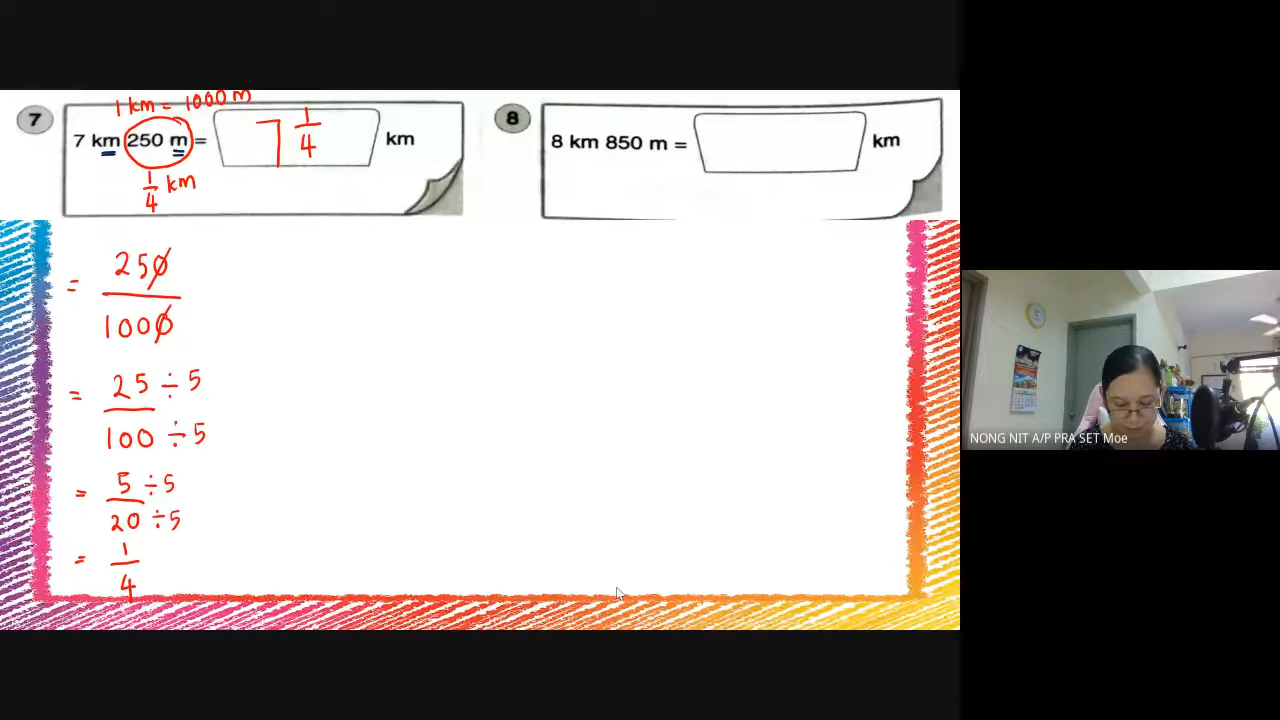 1 km = 1000 m
7 7 km 250 m = 7 1/4 km
1/4 km
8 8 km 850 m = km
= 250/1000
= 25 ÷ 5
100 ÷ 5
= 5 ÷ 5
20 ÷ 5
= 1/4
NONG NIT A/P PRA SET Moe